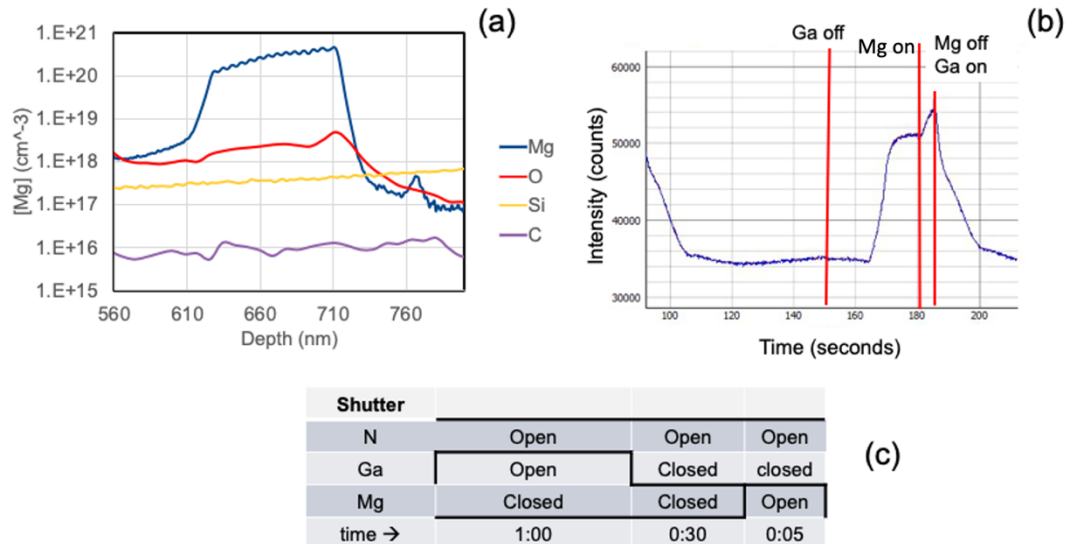 (a)
1.E+21
1.E+20
1.E+19
1.E+18
1.E+17
1.E+16
1.E+15
[Mg] (cm^-3)
560 610 660 710 760
Depth (nm)
Mg
O
Si
C
(b)
Ga off
Mg on
Mg off
Ga on
60000
50000
40000
30000
Intensity (counts)
100 120 140 160 180 200
Time (seconds)
Shutter
N Open Open Open
Ga Open Closed closed
Mg Closed Closed Open
time → 1:00 0:30 0:05
(c)